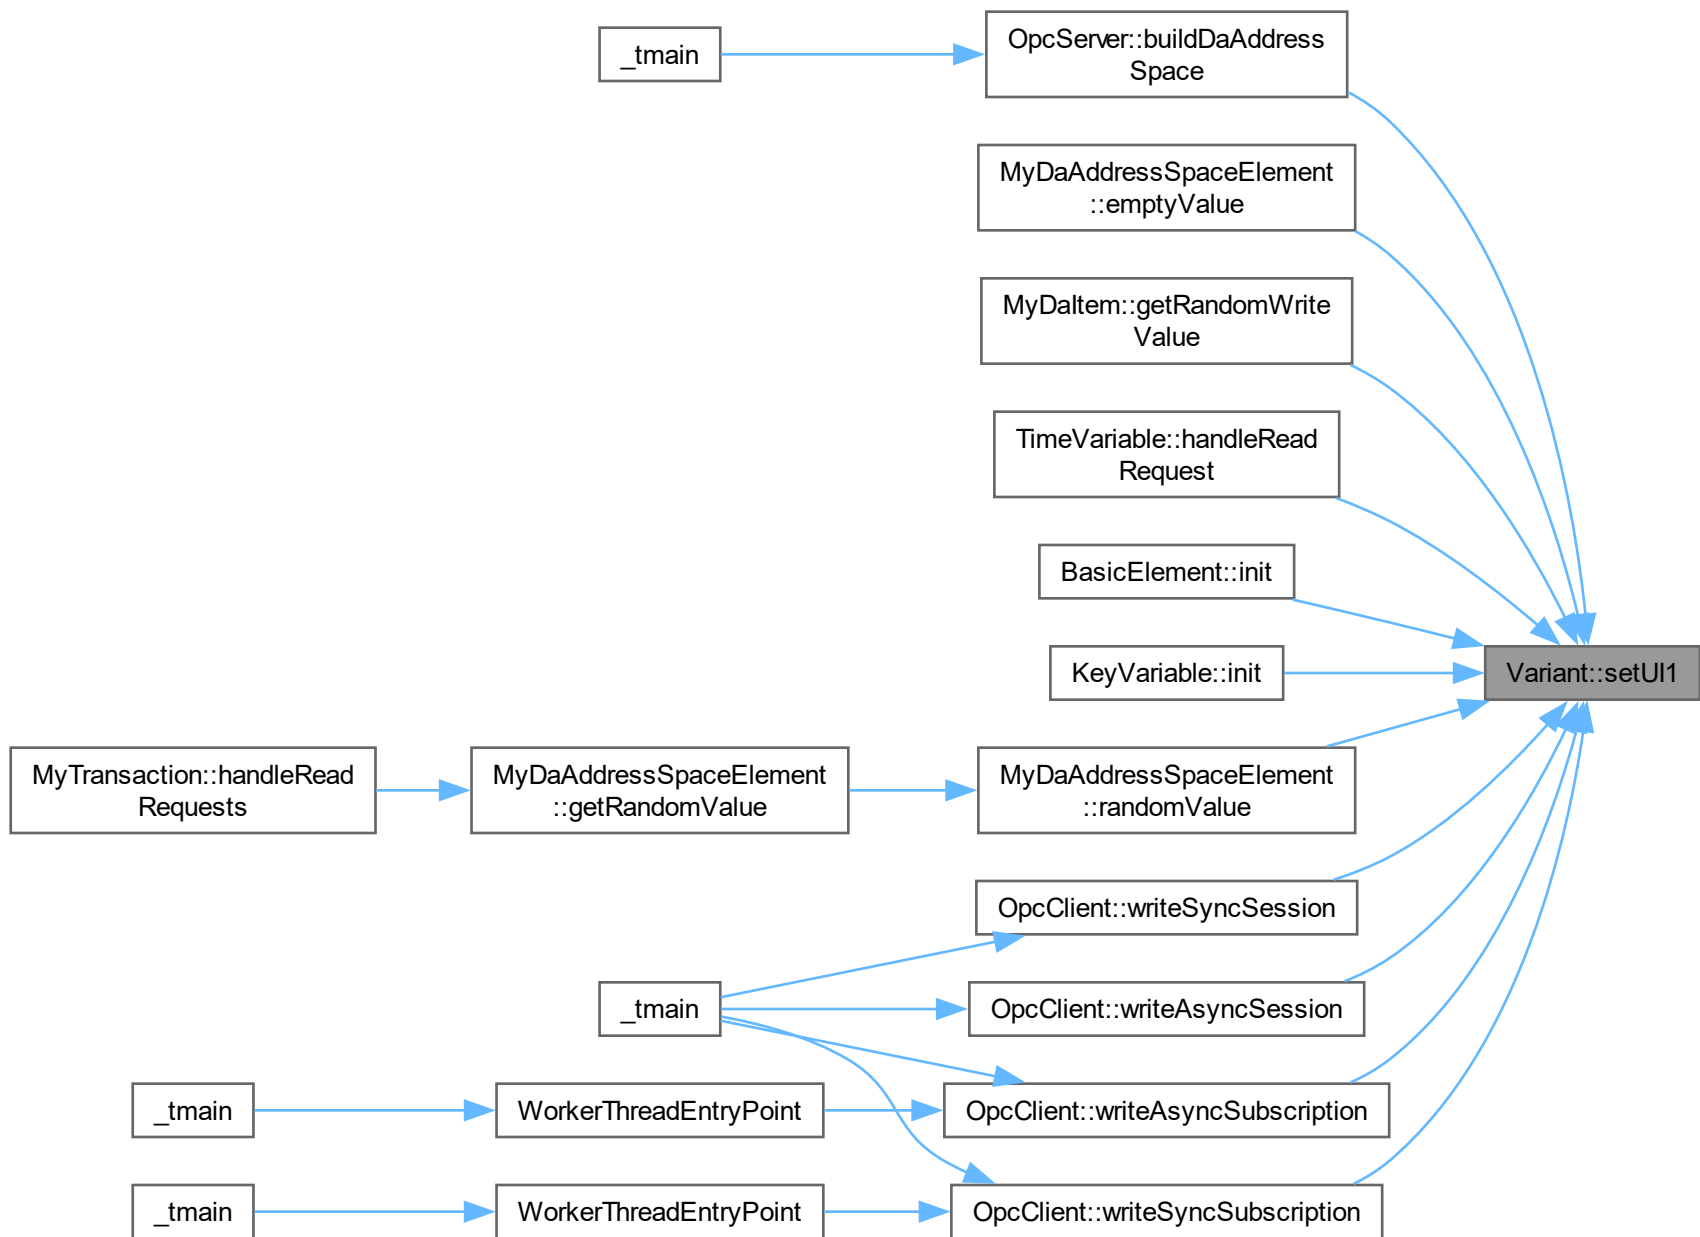 _tmain
OpcServer::buildDaAddress
Space
MyDaAddressSpaceElement
::emptyValue
MyDaItem::getRandomWrite
Value
TimeVariable::handleRead
Request
BasicElement::init
KeyVariable::init
Variant::setUI1
MyTransaction::handleRead
Requests
MyDaAddressSpaceElement
::getRandomValue
MyDaAddressSpaceElement
::randomValue
OpcClient::writeSyncSession
_tmain
OpcClient::writeAsyncSession
_tmain
WorkerThreadEntryPoint
OpcClient::writeAsyncSubscription
_tmain
WorkerThreadEntryPoint
OpcClient::writeSyncSubscription